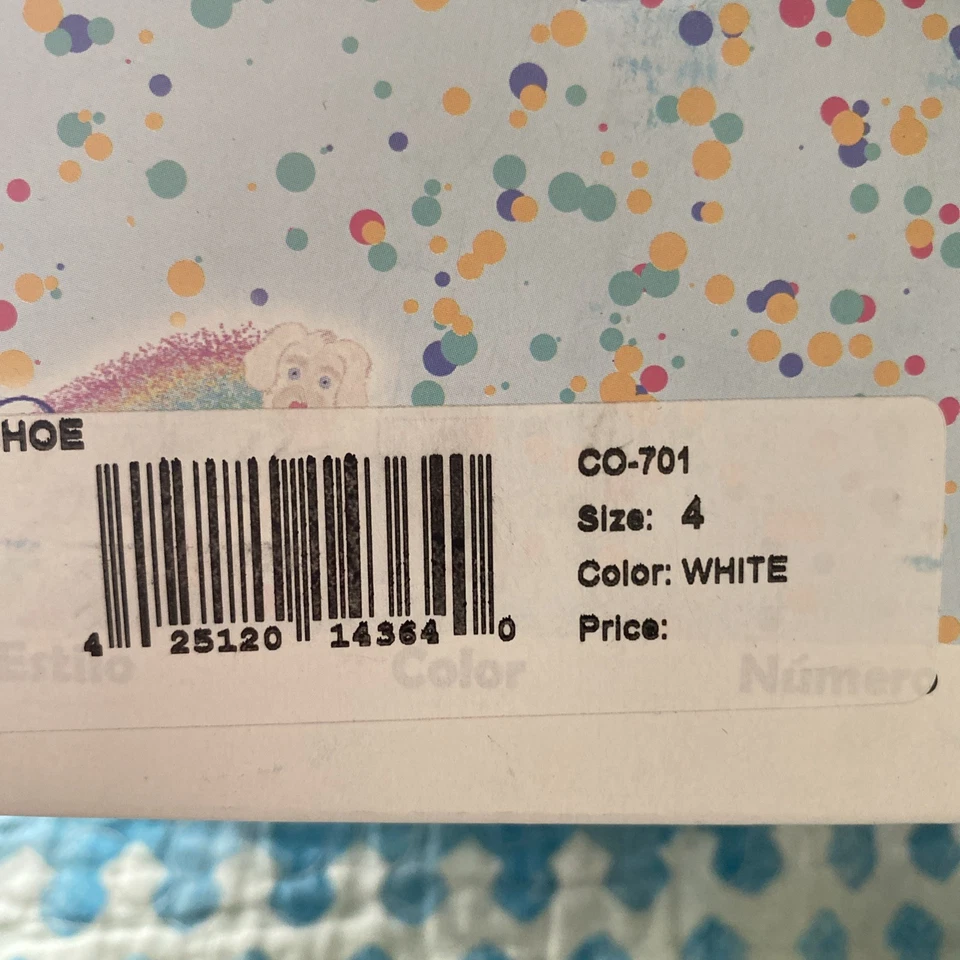 HOE
CO-701
Size: 4
Color: WHITE
Price:
4 25120 14364 0
Estilo Color Número